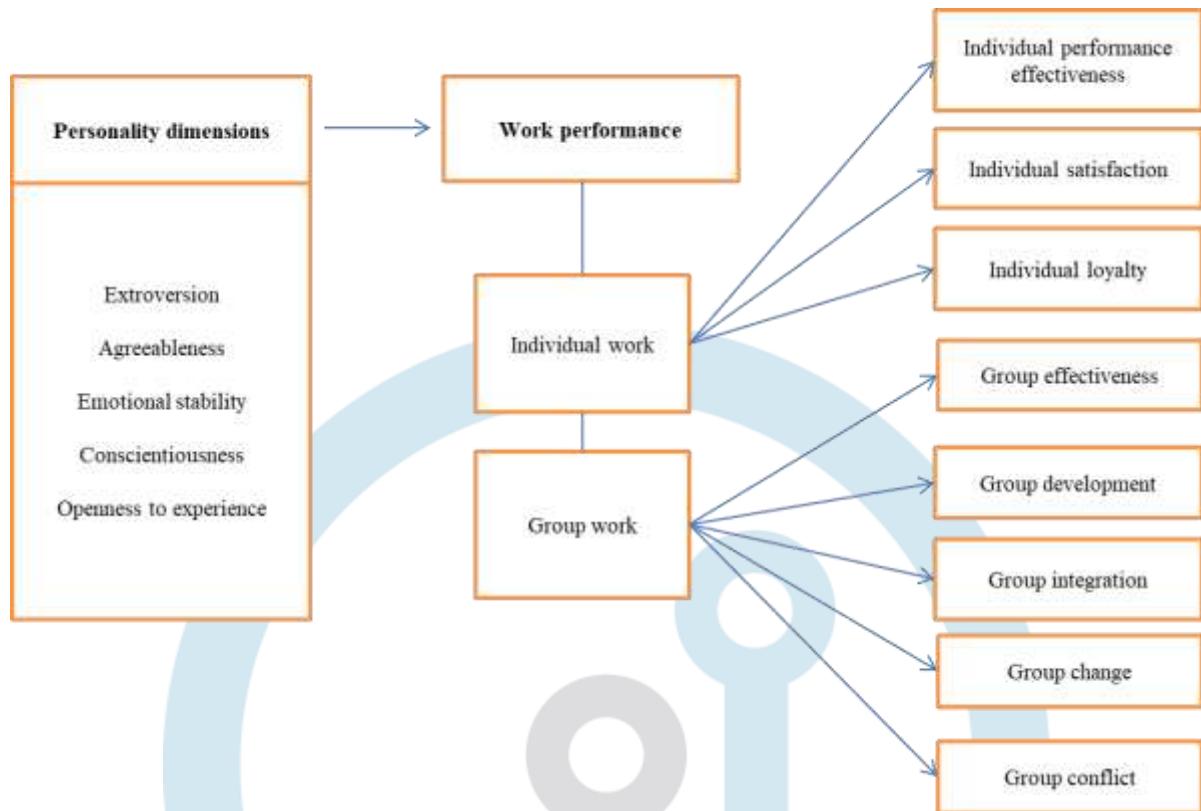 Personality dimensions
Extroversion
Agreeableness
Emotional stability
Conscientiousness
Openness to experience
Work performance
Individual work
Group work
Individual performance
effectiveness
Individual satisfaction
Individual loyalty
Group effectiveness
Group development
Group integration
Group change
Group conflict